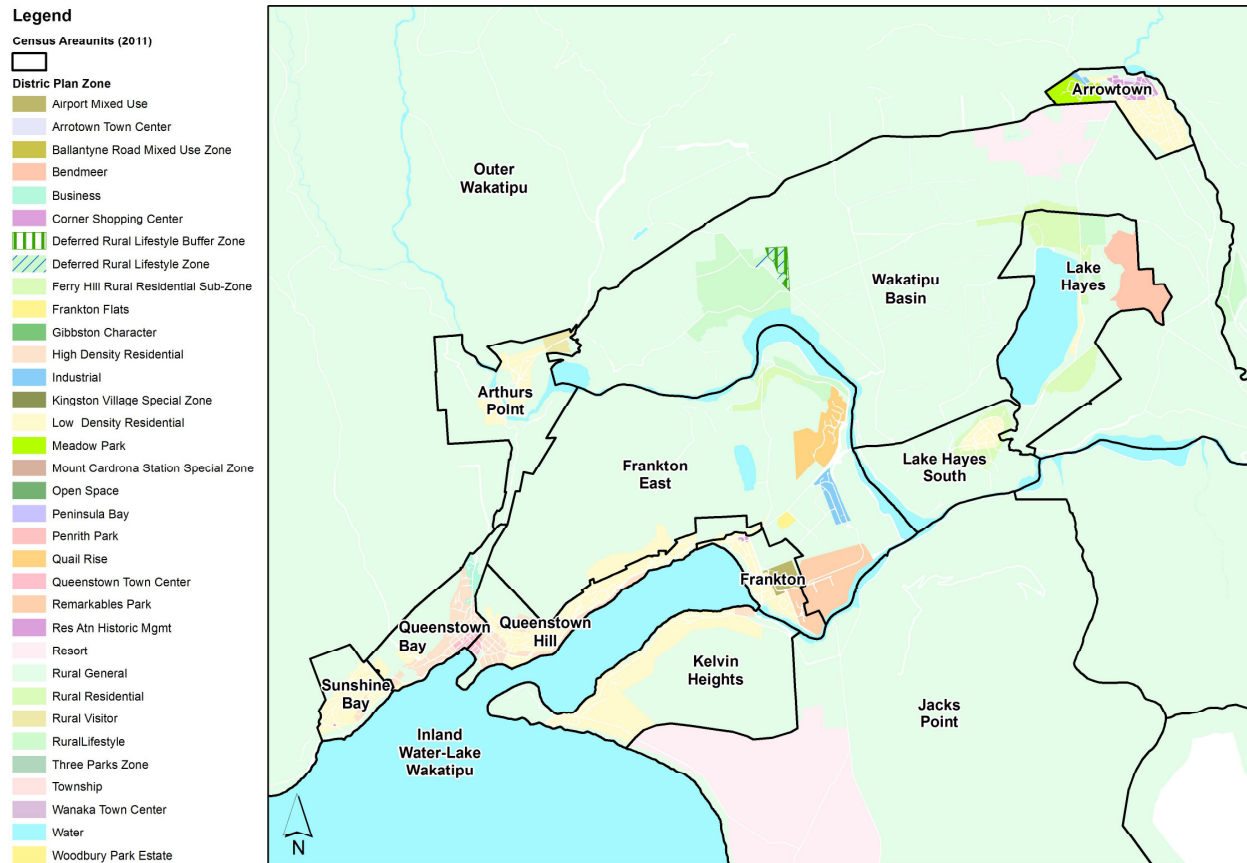 Legend
Census Areaunits (2011)
Distric Plan Zone
Airport Mixed Use
Arrotown Town Center
Ballantyne Road Mixed Use Zone
Bendmeer
Business
Corner Shopping Center
Deferred Rural Lifestyle Buffer Zone
Deferred Rural Lifestyle Zone
Ferry Hill Rural Residential Sub-Zone
Frankton Flats
Gibbston Character
High Density Residential
Industrial
Kingston Village Special Zone
Low Density Residential
Meadow Park
Mount Cardrona Station Special Zone
Open Space
Peninsula Bay
Penrith Park
Quail Rise
Queenstown Town Center
Remarkables Park
Res Atn Historic Mgmt
Resort
Rural General
Rural Residential
Rural Visitor
RuralLifestyle
Three Parks Zone
Township
Wanaka Town Center
Water
Woodbury Park Estate
Arrowtown
Outer
Wakatipu
Wakatipu
Basin
Lake
Hayes
Arthurs
Point
Frankton
East
Lake Hayes
South
Frankton
Queenstown
Bay
Queenstown
Hill
Kelvin
Heights
Sunshine
Bay
Jacks
Point
Inland
Water-Lake
Wakatipu
N